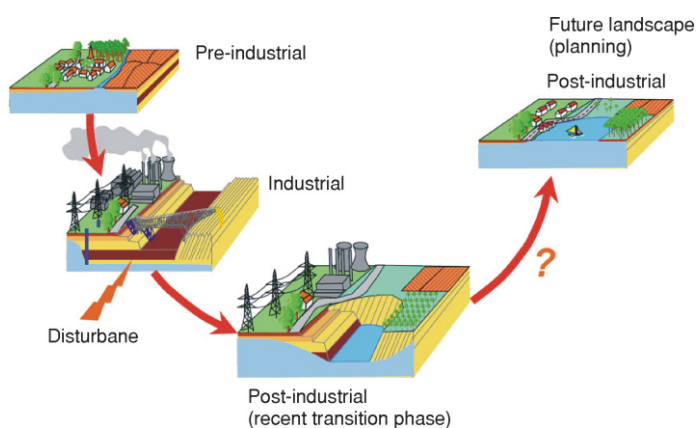 Pre-industrial
Future landscape
(planning)
Post-industrial
Industrial
?
Disturbane
Post-industrial
(recent transition phase)